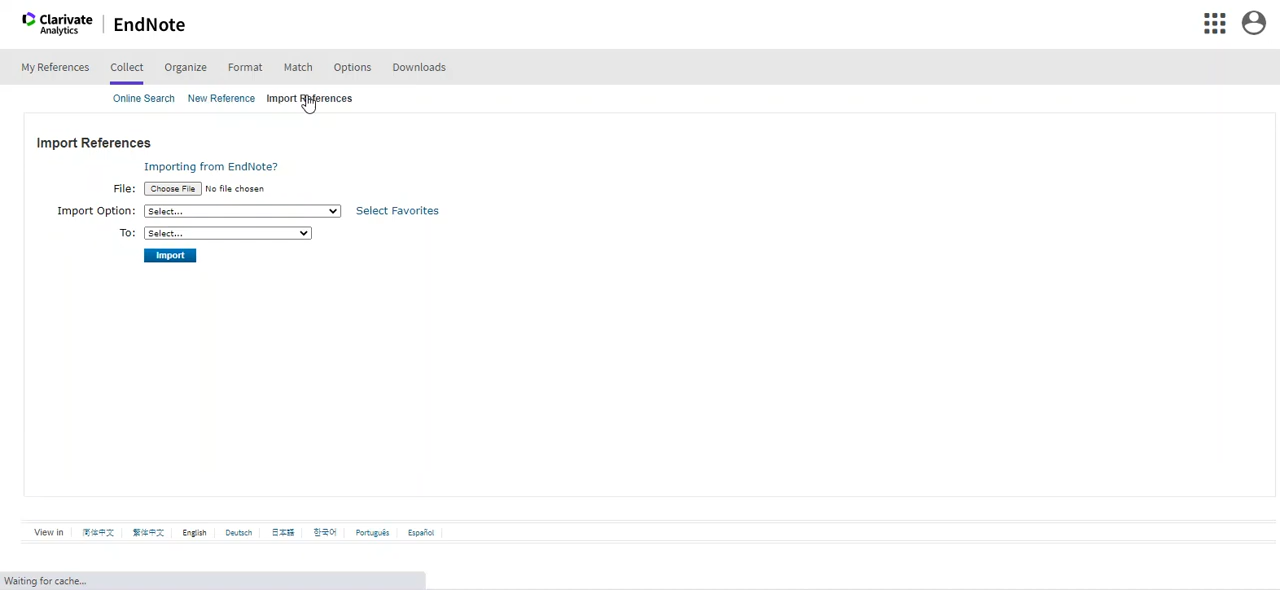 Clarivate Analytics | EndNote
My References Collect Organize Format Match Options Downloads
Online Search New Reference Import References
Import References
Importing from EndNote?
File: Choose File No file chosen
Import Option: Select... Select Favorites
To: Select...
Import
View in 简体中文 繁體中文 English Deutsch 日本語 한국어 Português Español
Waiting for cache...